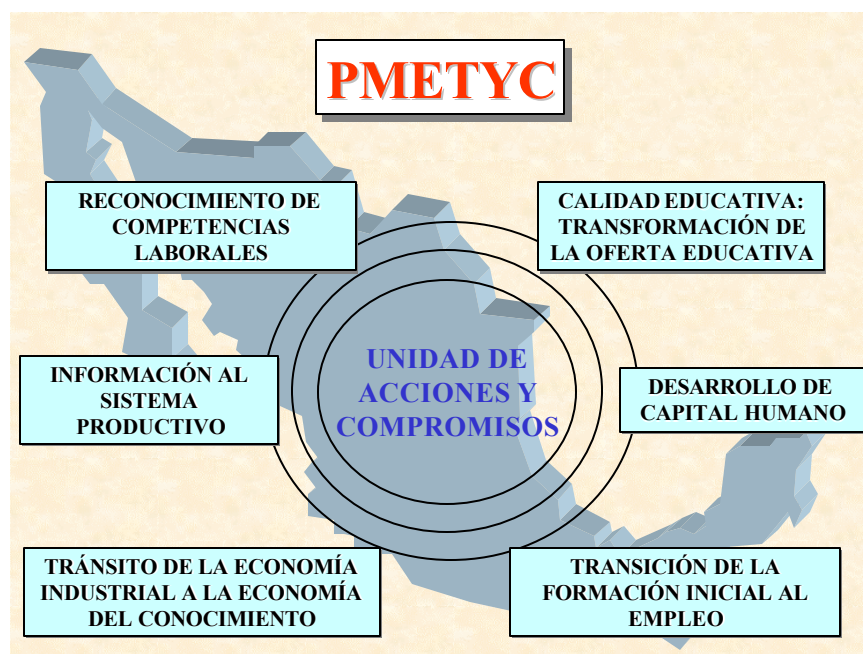 PMETYC
RECONOCIMIENTO DE
COMPETENCIAS
LABORALES
CALIDAD EDUCATIVA:
TRANSFORMACIÓN DE
LA OFERTA EDUCATIVA
UNIDAD DE
ACCIONES Y
COMPROMISOS
INFORMACIÓN AL
SISTEMA
PRODUCTIVO
DESARROLLO DE
CAPITAL HUMANO
TRÁNSITO DE LA ECONOMÍA
INDUSTRIAL A LA ECONOMÍA
DEL CONOCIMIENTO
TRANSICIÓN DE LA
FORMACIÓN INICIAL AL
EMPLEO